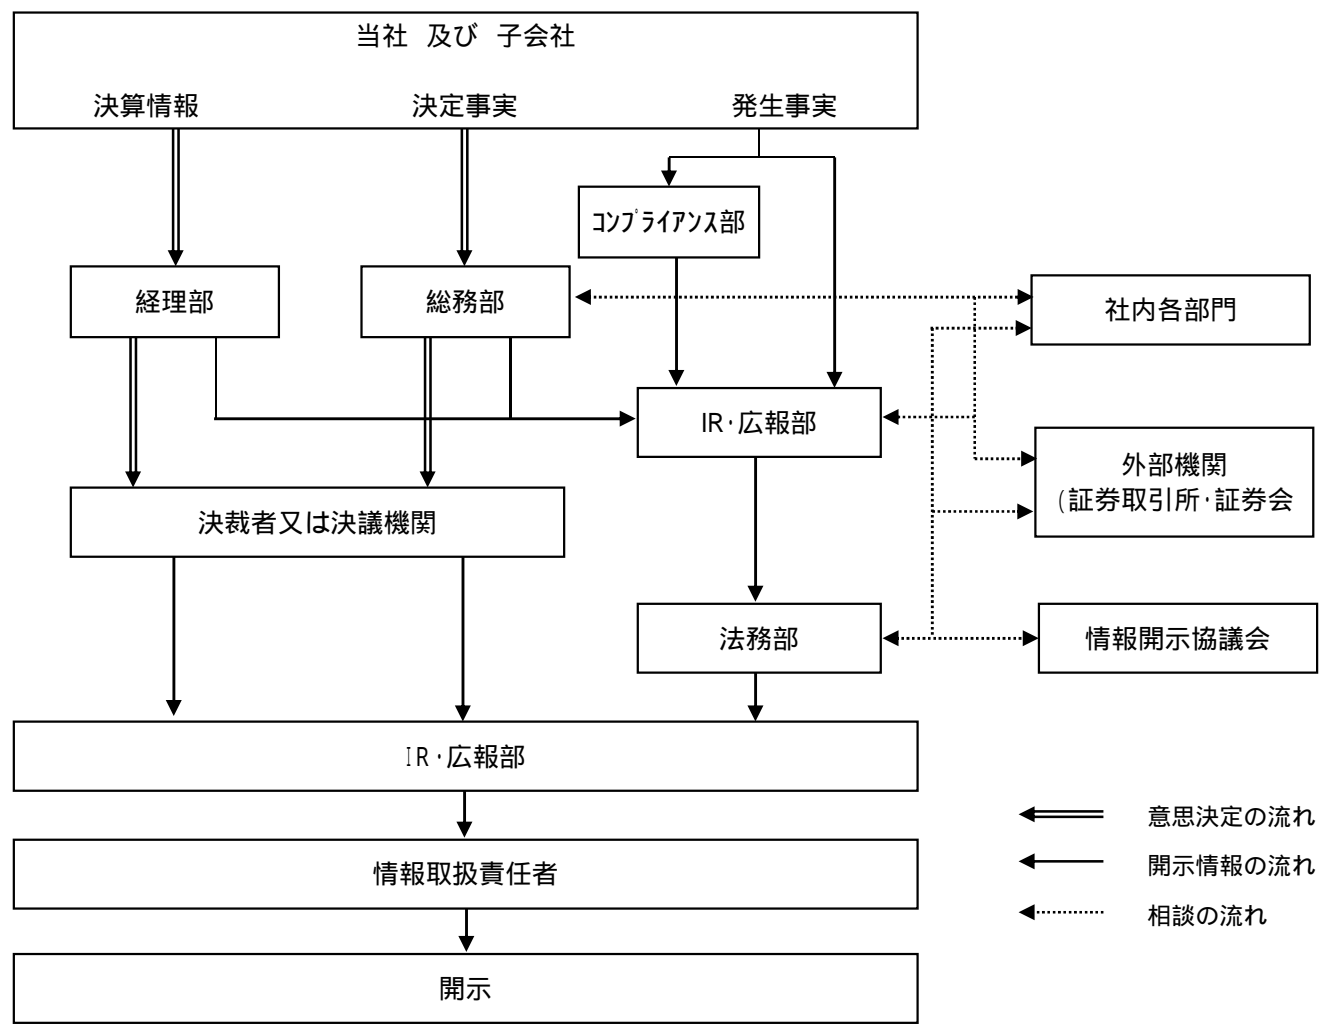 当社 及び 子会社
決算情報 決定事実 発生事実
ｺﾝﾌﾟﾗｲｱﾝｽ部
経理部 総務部 社内各部門
IR･広報部
外部機関
(証券取引所･証券会
決裁者又は決議機関
法務部 情報開示協議会
IR･広報部
意思決定の流れ
開示情報の流れ
情報取扱責任者
相談の流れ
開示